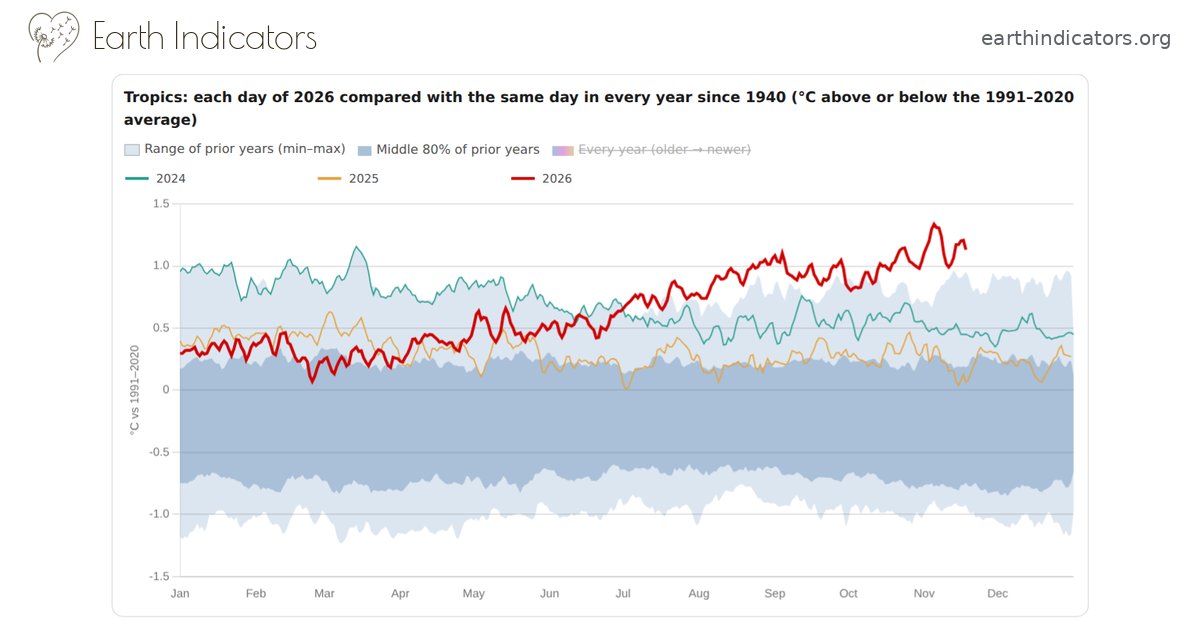 Earth Indicators
earthindicators.org
Tropics: each day of 2026 compared with the same day in every year since 1940 (°C above or below the 1991–2020
average)
Range of prior years (min–max) Middle 80% of prior years Every year (older → newer)
2024 2025 2026
1.5
1.0
0.5
0
-0.5
-1.0
-1.5
°C vs 1991–2020
Jan Feb Mar Apr May Jun Jul Aug Sep Oct Nov Dec